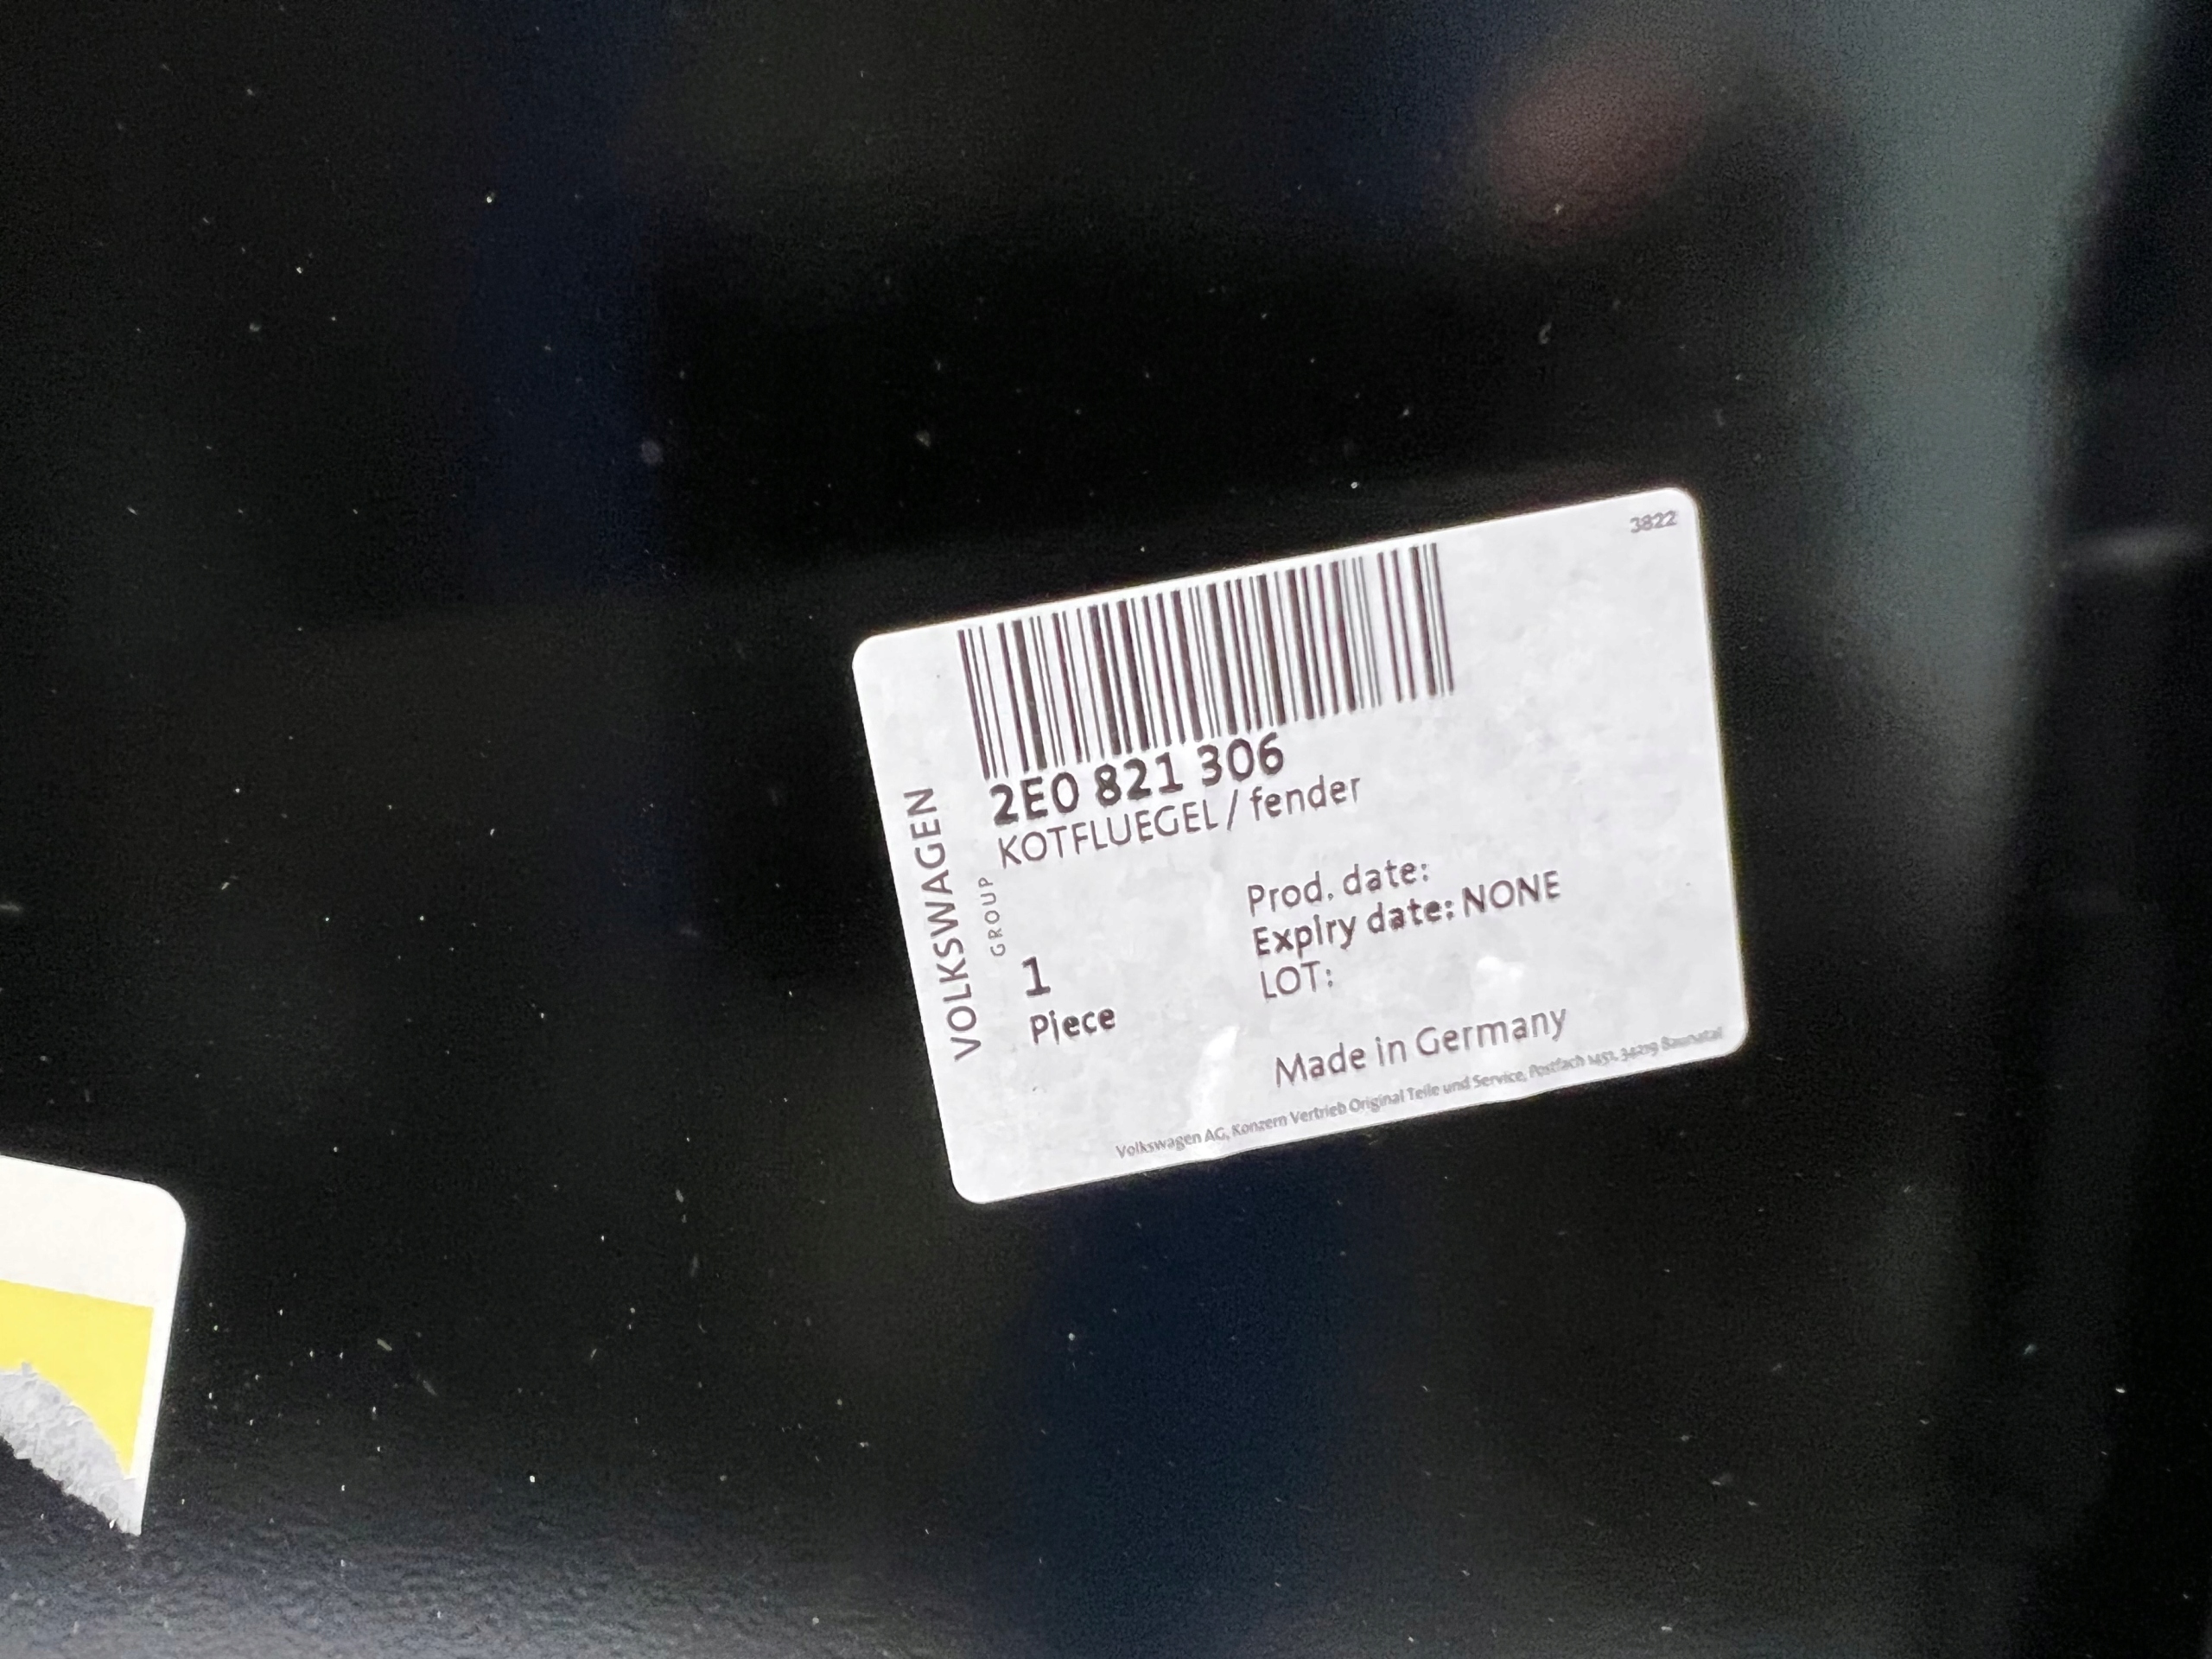 3822
2E0 821 306
KOTFLUEGEL / fender
VOLKSWAGEN
GROUP
Prod. date:
Expiry date: NONE
LOT:
1
Piece
Made in Germany
Volkswagen AG, Konzern Vertrieb Original Teile und Service, Postfach 1451, 34219 Baunatal